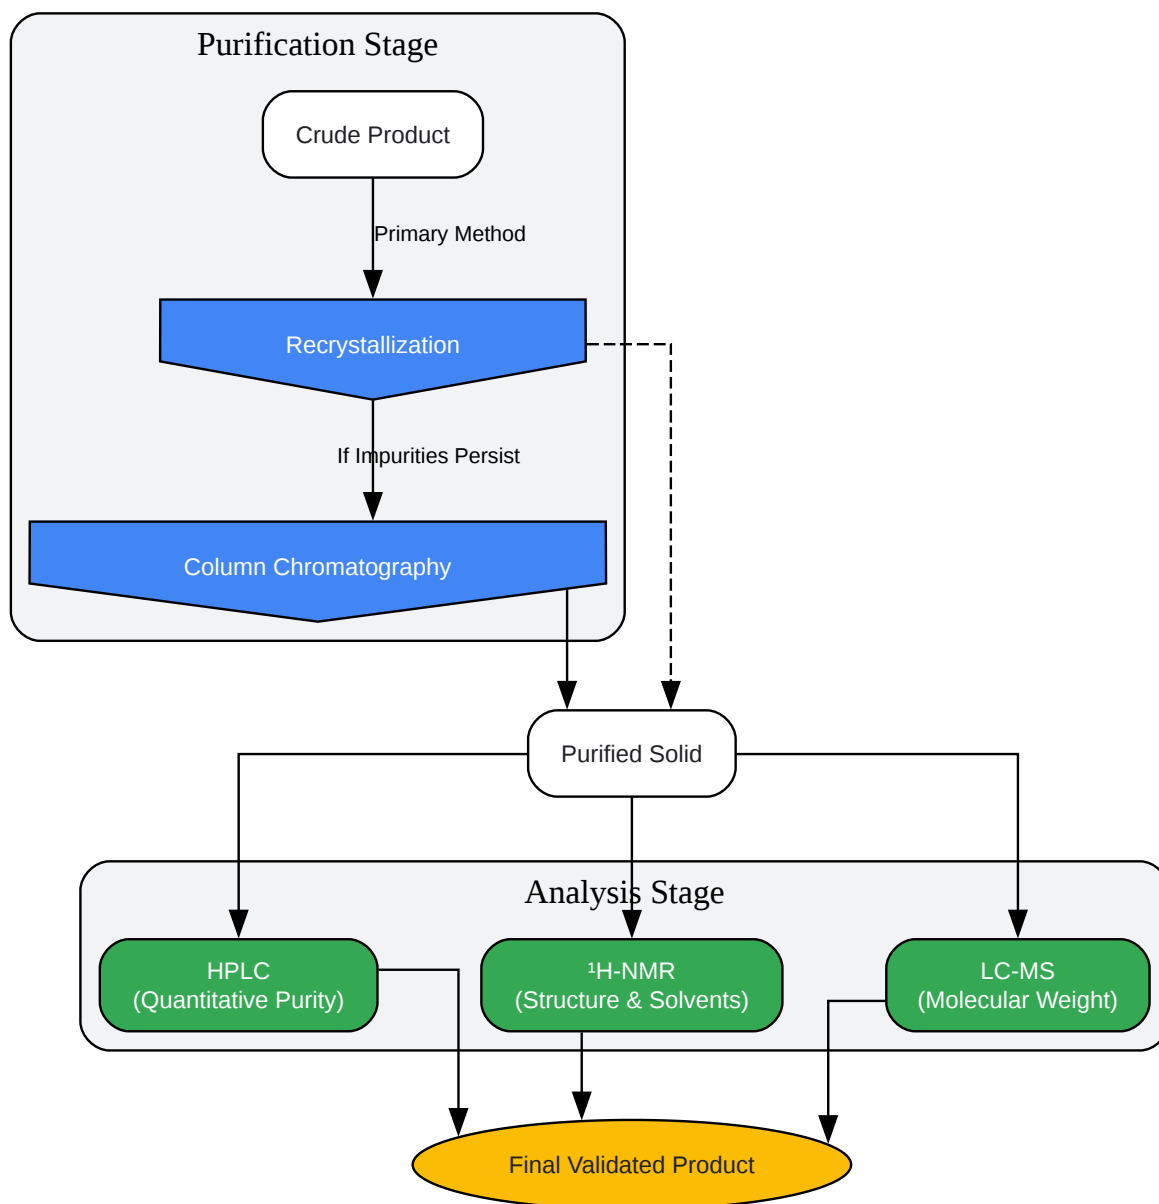 Purification Stage
Crude Product
Primary Method
Recrystallization
If Impurities Persist
Column Chromatography
Purified Solid
Analysis Stage
HPLC
(Quantitative Purity)
¹H-NMR
(Structure & Solvents)
LC-MS
(Molecular Weight)
Final Validated Product